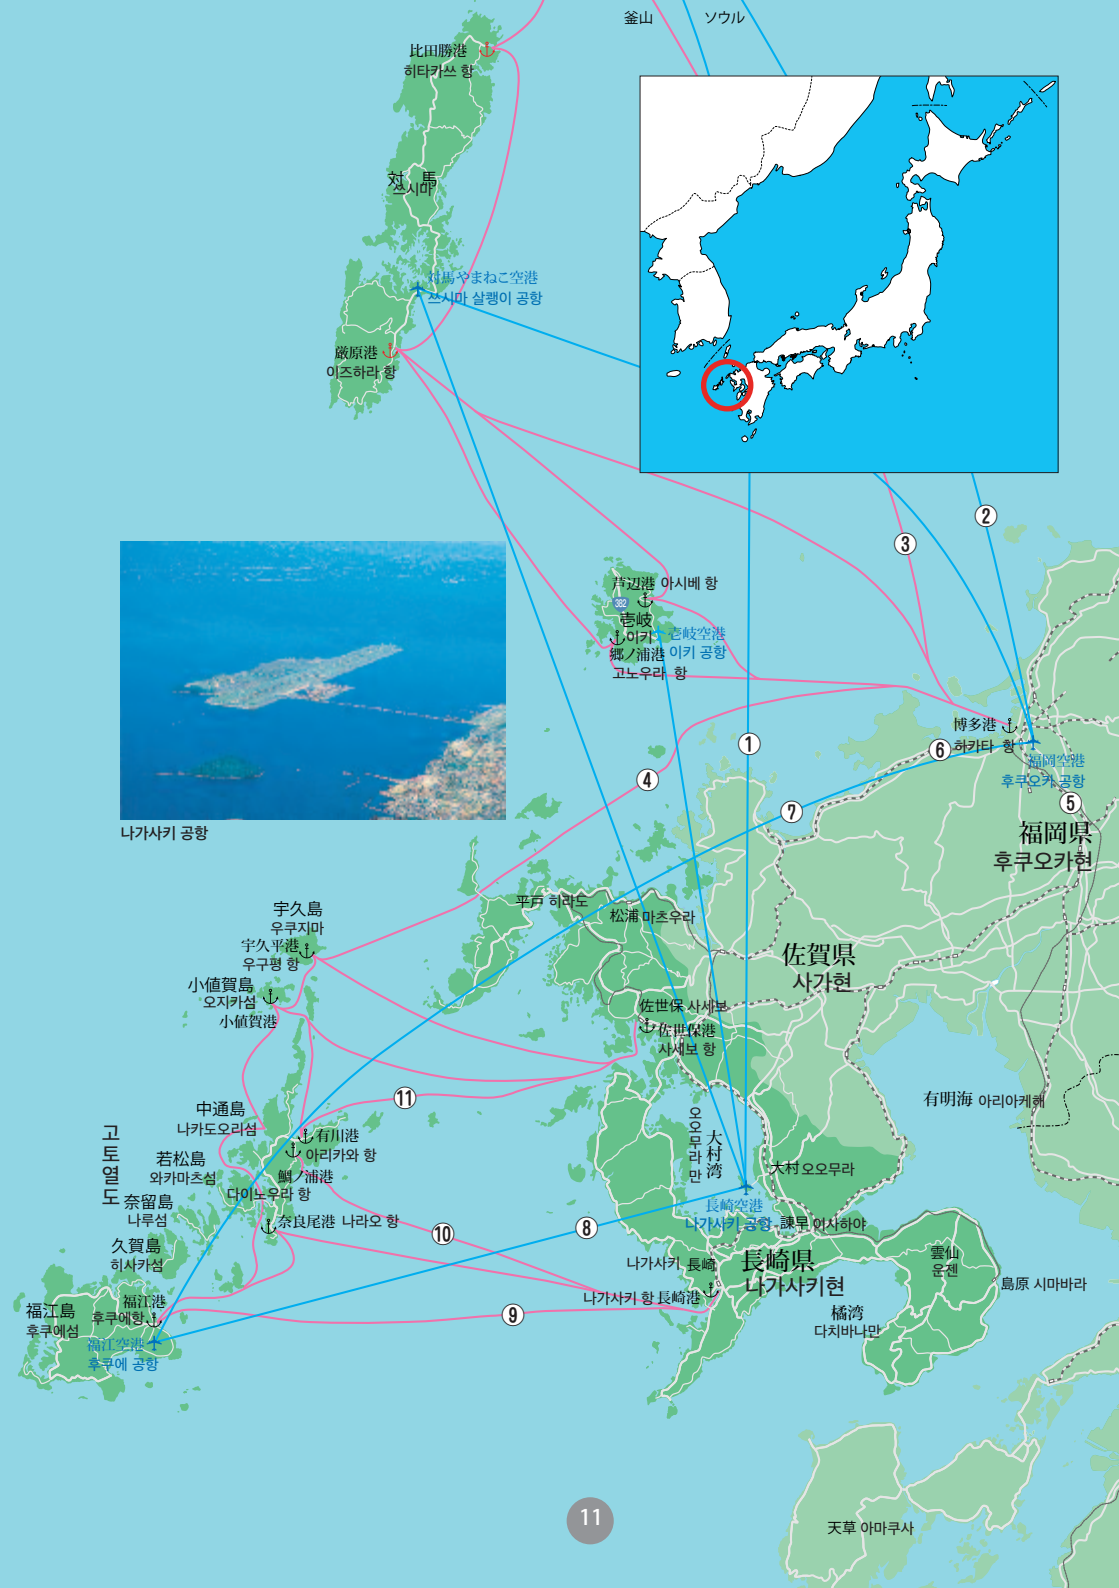 釜山
ソウル
比田勝港
히타카쓰 항
対 馬
쓰시마
対馬やまねこ空港
쓰시마 살쾡이 공항
厳原港
이즈하라 항
②
③
芦辺港 아시베 항
382
壱岐
이키
壱岐空港
이키 공항
郷ノ浦港
고노우라 항
博多港
하카타 항
①
⑥
福岡空港
후쿠오카 공항
④
⑤
⑦
나가사키 공항
福岡県
후쿠오카현
平戸 히라도
松浦 마츠우라
宇久島
우쿠지마
宇久平港
우구평 항
佐賀県
사가현
小値賀島
오지카섬
小値賀港
佐世保 사세보
佐世保港
사세보 항
⑪
有明海 아리아케해
中通島
나카도오리섬
고토열도
오오무라만
大村湾
有川港
아리카와 항
若松島
와카마츠섬
大村 오오무라
鯛ノ浦港
다이노우라 항
奈留島
나루섬
長崎空港
나가사키 공항
奈良尾港 나라오 항
諫早 이사하야
⑧
⑩
久賀島
히사카섬
長崎県
나가사키현
雲仙
운젠
나가사키 長崎
島原 시마바라
나가사키 항 長崎港
福江島
후쿠에섬
福江港
후쿠에항
⑨
橘湾
다치바나만
福江空港
후쿠에 공항
天草 아마쿠사
11